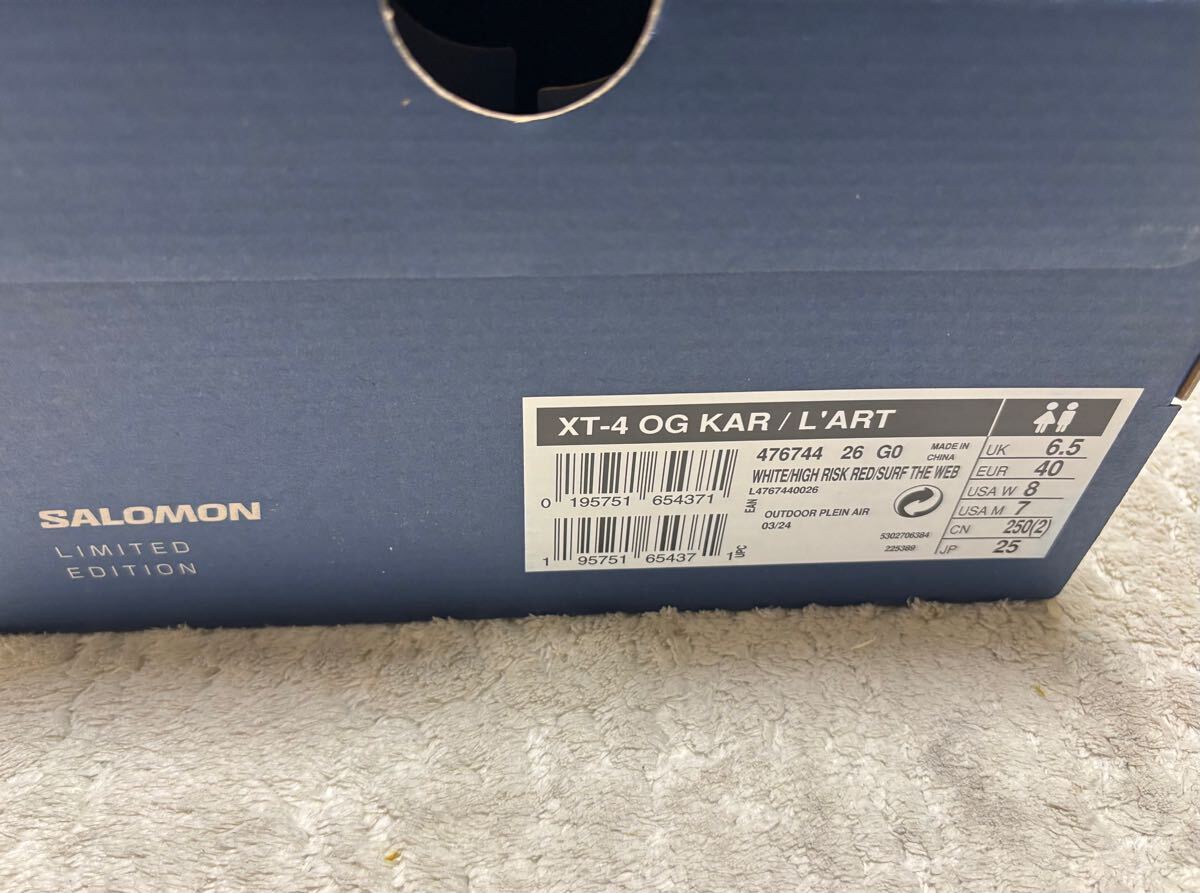 SALOMON
LIMITED
EDITION
XT-4 OG KAR / L'ART
476744 26 G0 MADE IN CHINA
WHITE/HIGH RISK RED/SURF THE WEB
L4767440026
0 195751 654371
EAN
OUTDOOR PLEIN AIR
03/24
1 95751 65437 1
UPC
5302706384
225389
UK 6.5
EUR 40
USA W 8
USA M 7
CN 250(2)
JP 25